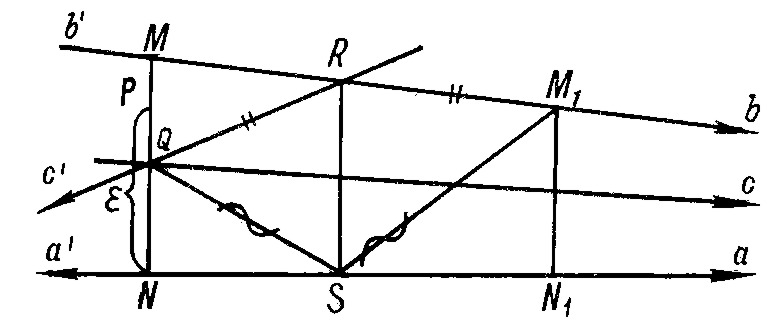 b' M R
P M₁ b
Q
c' ε c
a' a
N S N₁